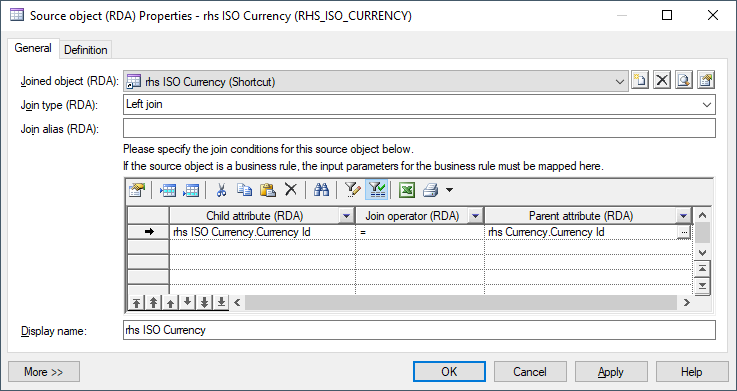 Source object (RDA) Properties - rhs ISO Currency (RHS_ISO_CURRENCY)
General Definition
Joined object (RDA): rhs ISO Currency (Shortcut)
Join type (RDA): Left join
Join alias (RDA):
Please specify the join conditions for this source object below.
If the source object is a business rule, the input parameters for the business rule must be mapped here.
Child attribute (RDA) Join operator (RDA) Parent attribute (RDA)
rhs ISO Currency.Currency Id = rhs Currency.Currency Id ...
Display name: rhs ISO Currency
More >> OK Cancel Apply Help